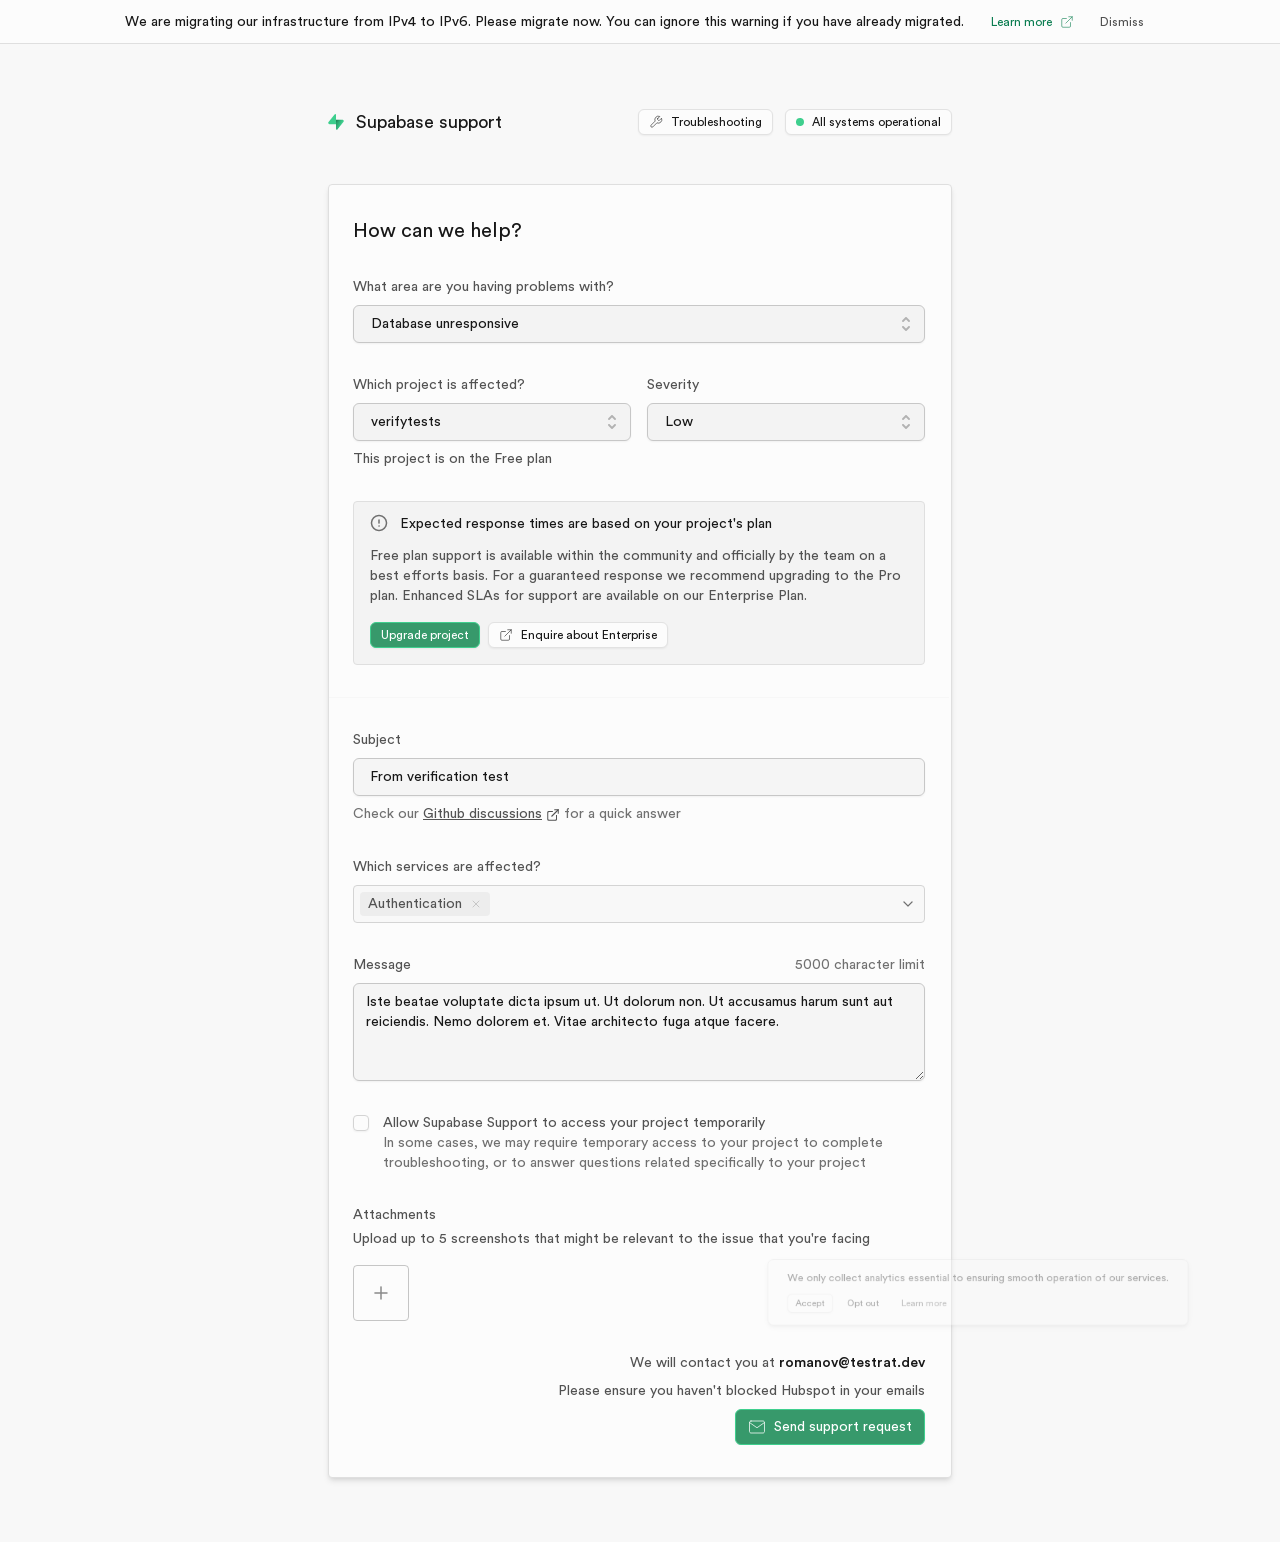 We are migrating our infrastructure from IPv4 to IPv6. Please migrate now. You can ignore this warning if you have already migrated. Learn more Dismiss
Supabase support Troubleshooting All systems operational
How can we help?
What area are you having problems with?
Database unresponsive
Which project is affected? Severity
verifytests Low
This project is on the Free plan
Expected response times are based on your project's plan
Free plan support is available within the community and officially by the team on a
best efforts basis. For a guaranteed response we recommend upgrading to the Pro
plan. Enhanced SLAs for support are available on our Enterprise Plan.
Upgrade project Enquire about Enterprise
Subject
From verification test
Check our Github discussions for a quick answer
Which services are affected?
Authentication
Message 5000 character limit
Iste beatae voluptate dicta ipsum ut. Ut dolorum non. Ut accusamus harum sunt aut
reiciendis. Nemo dolorem et. Vitae architecto fuga atque facere.
Allow Supabase Support to access your project temporarily
In some cases, we may require temporary access to your project to complete
troubleshooting, or to answer questions related specifically to your project
Attachments
Upload up to 5 screenshots that might be relevant to the issue that you're facing
We only collect analytics essential to ensuring smooth operation of our services.
Accept Opt out Learn more
We will contact you at romanov@testrat.dev
Please ensure you haven't blocked Hubspot in your emails
Send support request